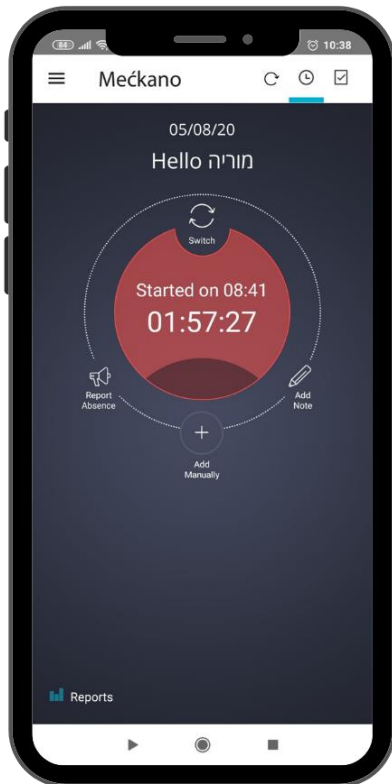 84
10:38
Mećkano
05/08/20
Hello מוריה
Switch
Started on 08:41
01:57:27
Report
Absence
Add
Note
Add
Manually
Reports